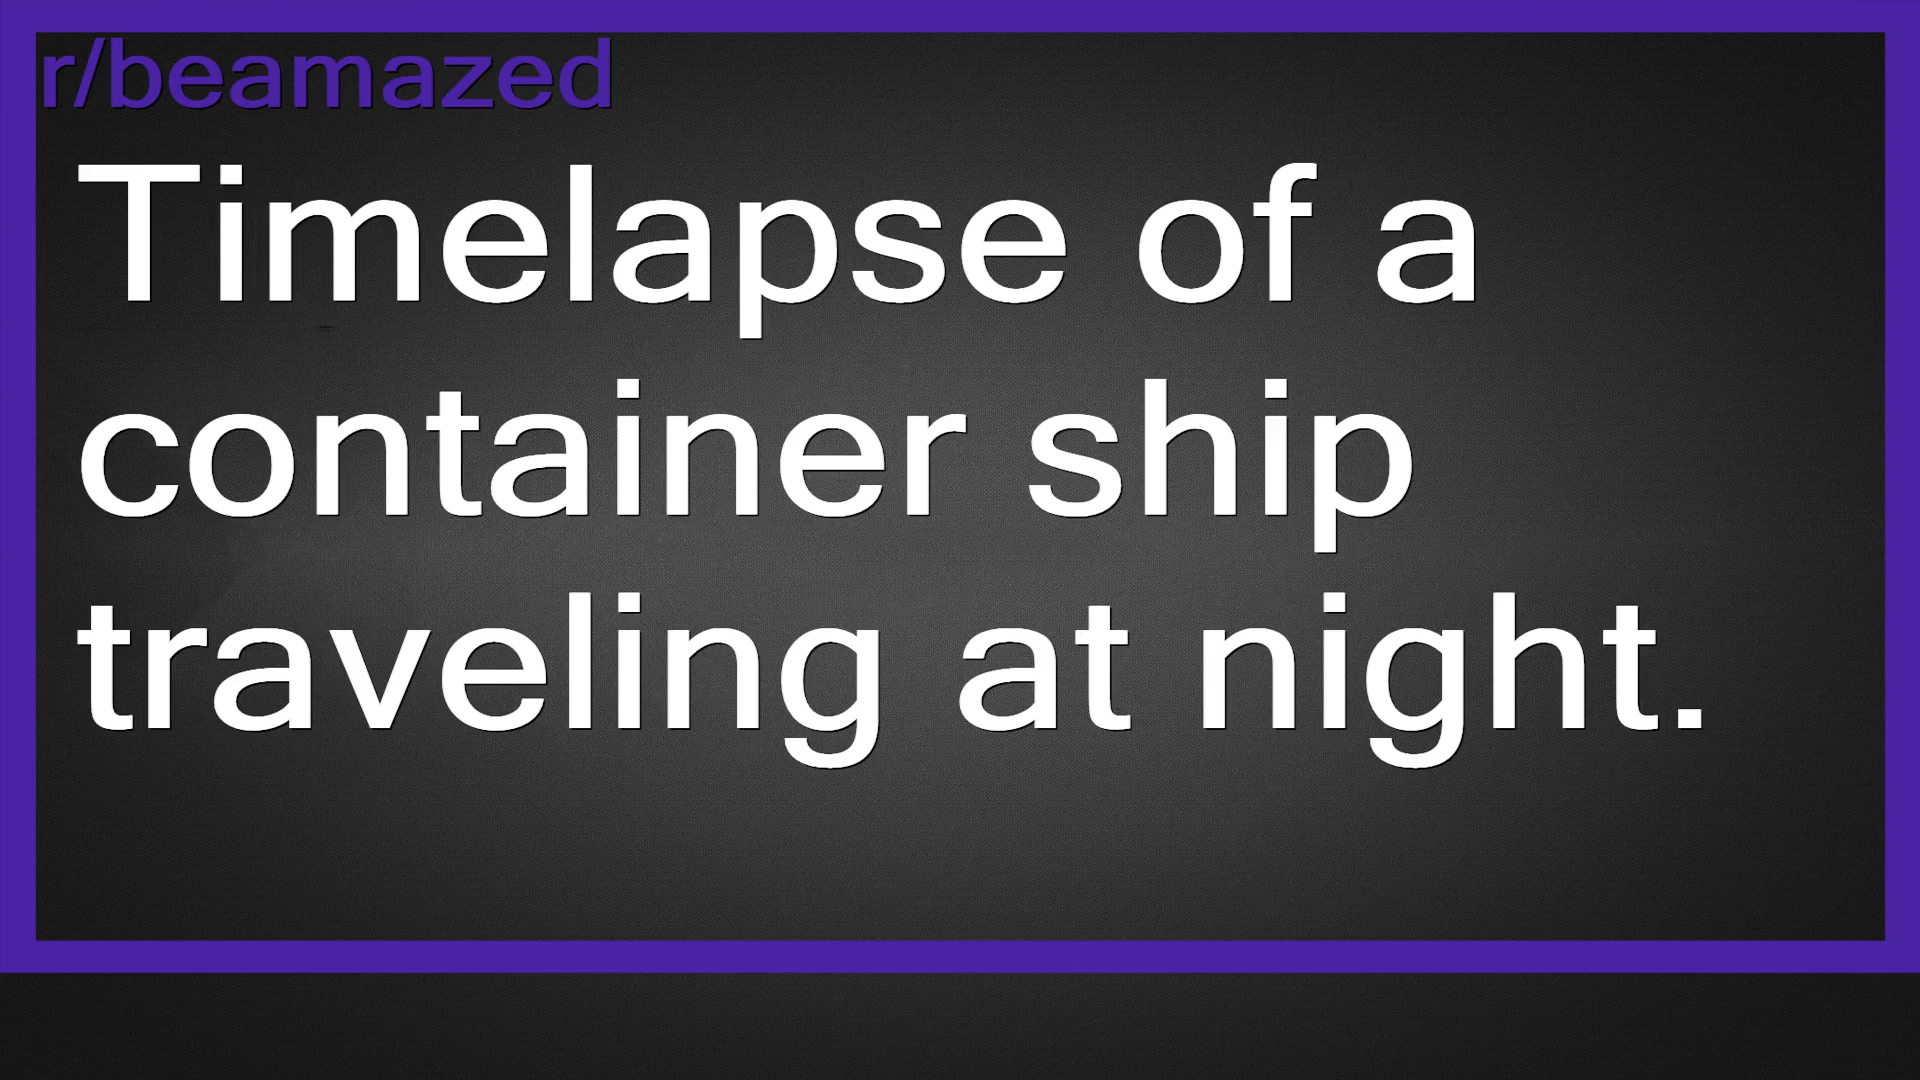 r/beamazed
Timelapse of a
container ship
traveling at night.